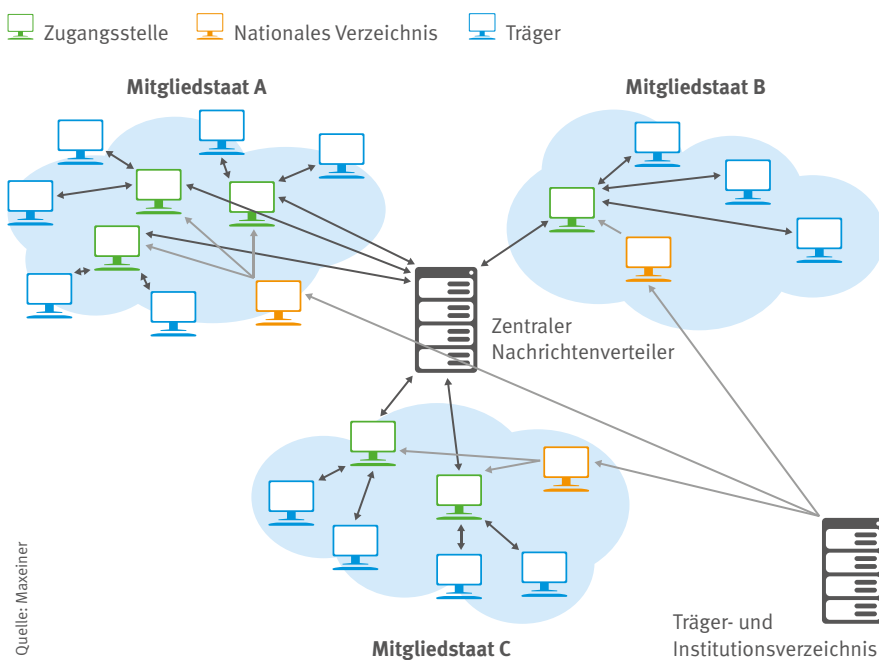 Zugangsstelle Nationales Verzeichnis Träger
Mitgliedstaat A
Mitgliedstaat B
Zentraler
Nachrichtenverteiler
Träger- und
Institutionsverzeichnis
Mitgliedstaat C
Quelle: Maxeiner